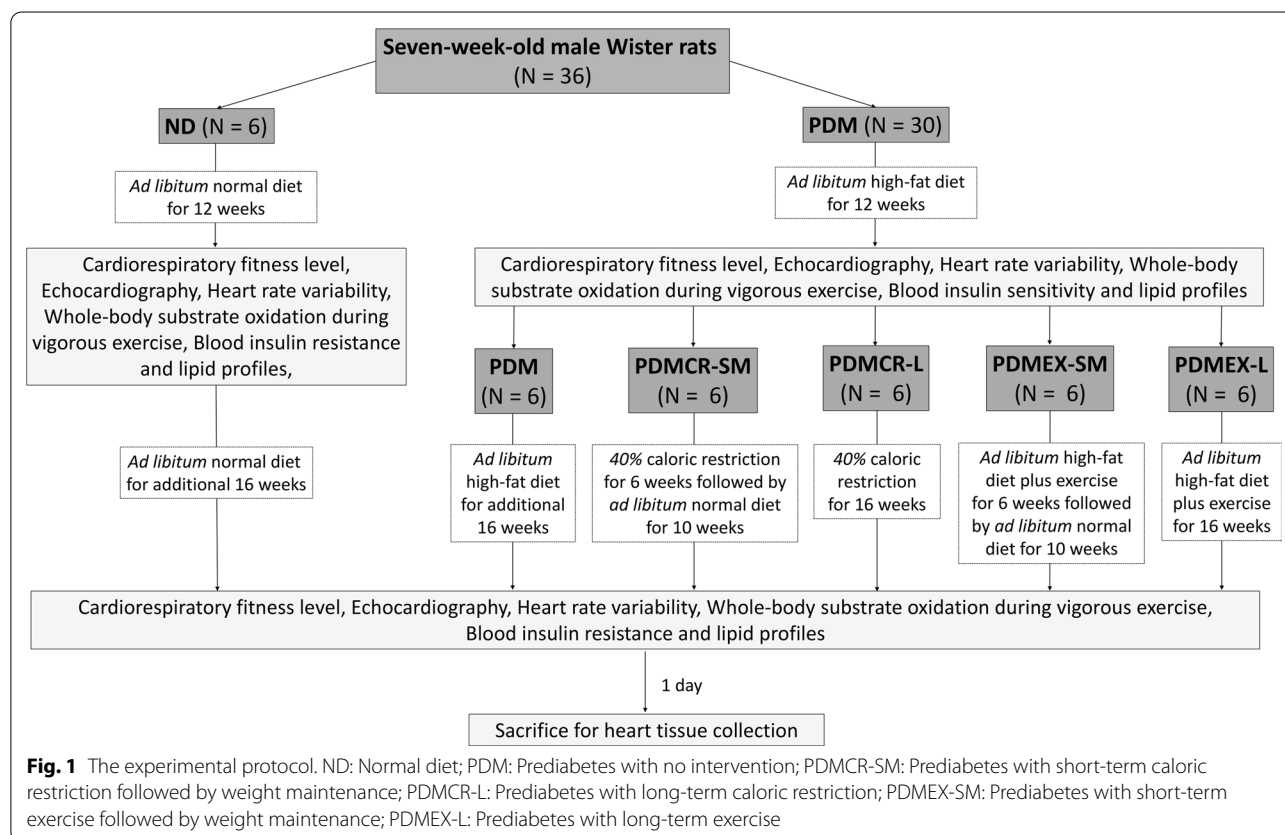 Seven-week-old male Wister rats
(N = 36)
ND (N = 6)
PDM (N = 30)
Ad libitum normal diet
for 12 weeks
Ad libitum high-fat diet
for 12 weeks
Cardiorespiratory fitness level,
Echocardiography, Heart rate variability,
Whole-body substrate oxidation during
vigorous exercise, Blood insulin resistance
and lipid profiles,
Cardiorespiratory fitness level, Echocardiography, Heart rate variability, Whole-body
substrate oxidation during vigorous exercise, Blood insulin sensitivity and lipid profiles
PDM
(N = 6)
PDMCR-SM
(N = 6)
PDMCR-L
(N = 6)
PDMEX-SM
(N = 6)
PDMEX-L
(N = 6)
Ad libitum normal diet
for additional 16 weeks
Ad libitum
high-fat diet
for additional
16 weeks
40% caloric restriction
for 6 weeks followed by
ad libitum normal diet
for 10 weeks
40% caloric
restriction
for 16 weeks
Ad libitum high-fat
diet plus exercise
for 6 weeks followed
by ad libitum normal
diet for 10 weeks
Ad libitum
high-fat diet
plus exercise
for 16 weeks
Cardiorespiratory fitness level, Echocardiography, Heart rate variability, Whole-body substrate oxidation during vigorous exercise,
Blood insulin resistance and lipid profiles
1 day
Sacrifice for heart tissue collection
Fig. 1 The experimental protocol. ND: Normal diet; PDM: Prediabetes with no intervention; PDMCR-SM: Prediabetes with short-term caloric
restriction followed by weight maintenance; PDMCR-L: Prediabetes with long-term caloric restriction; PDMEX-SM: Prediabetes with short-term
exercise followed by weight maintenance; PDMEX-L: Prediabetes with long-term exercise